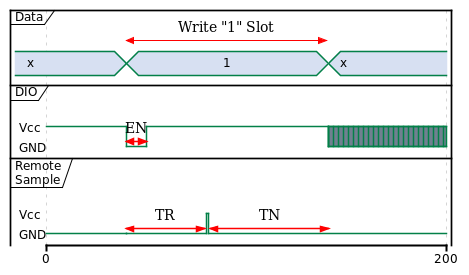 Data
Write "1" Slot
x 1 x
DIO
Vcc
EN
GND
Remote
Sample
Vcc
TR TN
GND
0 200